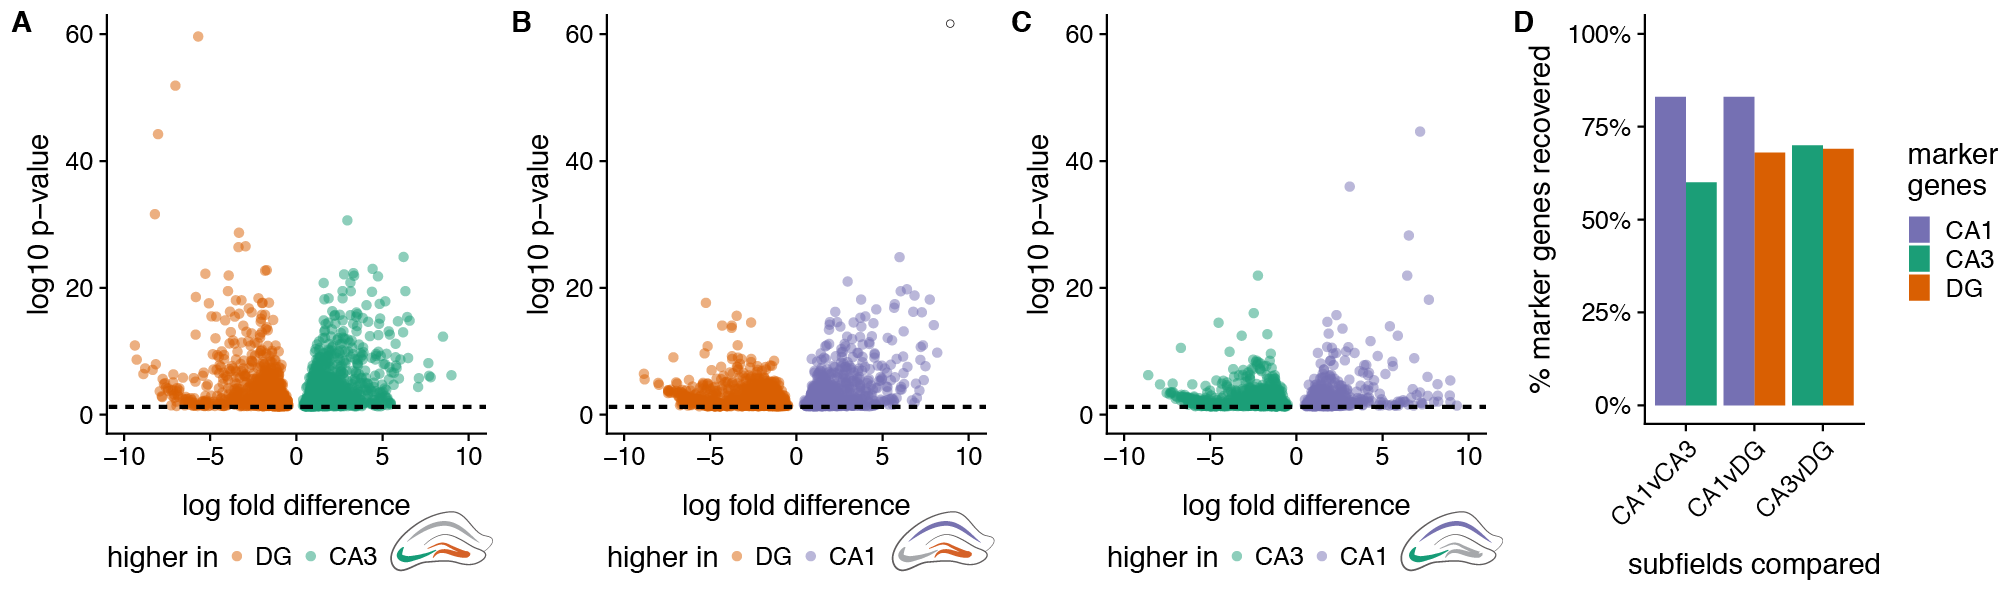 A
60
40
20
0
log10 p−value
−10 −5 0 5 10
log fold difference
higher in DG CA3
B
60
40
20
0
log10 p−value
−10 −5 0 5 10
log fold difference
higher in DG CA1
C
60
40
20
0
log10 p−value
−10 −5 0 5 10
log fold difference
higher in CA3 CA1
D
100%
75%
50%
25%
0%
% marker genes recovered
CA1vCA3 CA1vDG CA3vDG
subfields compared
marker
genes
CA1
CA3
DG